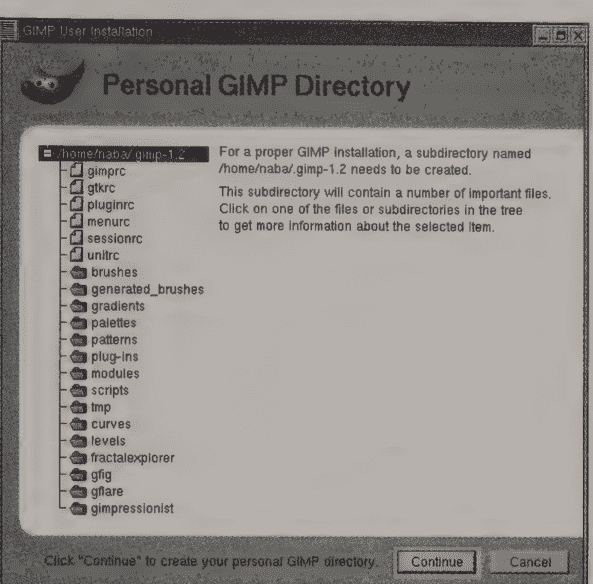 GIMP User Installation
Personal GIMP Directory
/home/naba/.gimp-1.2
gimprc
gtkrc
pluginrc
menurc
sessionrc
unitrc
brushes
generated_brushes
gradients
palettes
patterns
plug-ins
modules
scripts
tmp
curves
levels
fractalexplorer
gfig
gflare
gimpressionist
For a proper GIMP installation, a subdirectory named
/home/naba/.gimp-1.2 needs to be created.
This subdirectory will contain a number of important files.
Click on one of the files or subdirectories in the tree
to get more information about the selected item.
Click "Continue" to create your personal GIMP directory.
Continue
Cancel